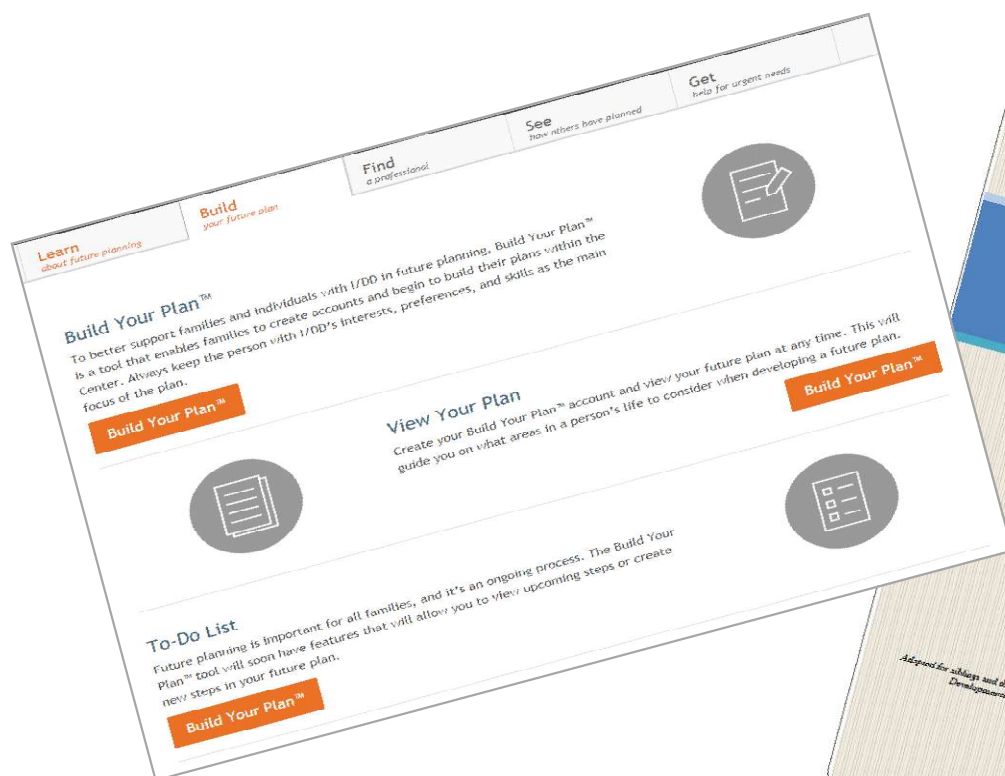 Learn
about future planning
Build
your future plan
Find
a professional
See
how others have planned
Get
help for urgent needs
Build Your Plan™
To better support families and individuals with I/DD in future planning, Build Your Plan™
is a tool that enables families to create accounts and begin to build their plans within the
Center. Always keep the person with I/DD's interests, preferences, and skills as the main
focus of the plan.
Build Your Plan™
View Your Plan
Create your Build Your Plan™ account and view your future plan at any time. This will
guide you on what areas in a person's life to consider when developing a future plan.
Build Your Plan™
To-Do List
Future planning is important for all families, and it's an ongoing process. The Build Your
Plan™ tool will soon have features that will allow you to view upcoming steps or create
new steps in your future plan.
Build Your Plan™
Adapted for siblings and